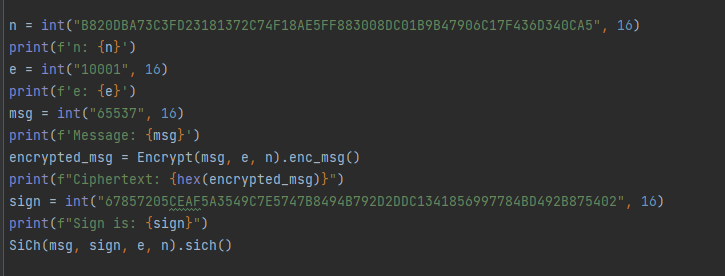 n = int("B820DBA73C3FD23181372C74F18AE5FF883008DC01B9B47906C17F436D340CA5", 16)
print(f'n: {n}')
e = int("10001", 16)
print(f'e: {e}')
msg = int("65537", 16)
print(f'Message: {msg}')
encrypted_msg = Encrypt(msg, e, n).enc_msg()
print(f"Ciphertext: {hex(encrypted_msg)}")
sign = int("67857205CEAF5A3549C7E5747B8494B792D2DDC1341856997784BD492B875402", 16)
print(f"Sign is: {sign}")
SiCh(msg, sign, e, n).sich()